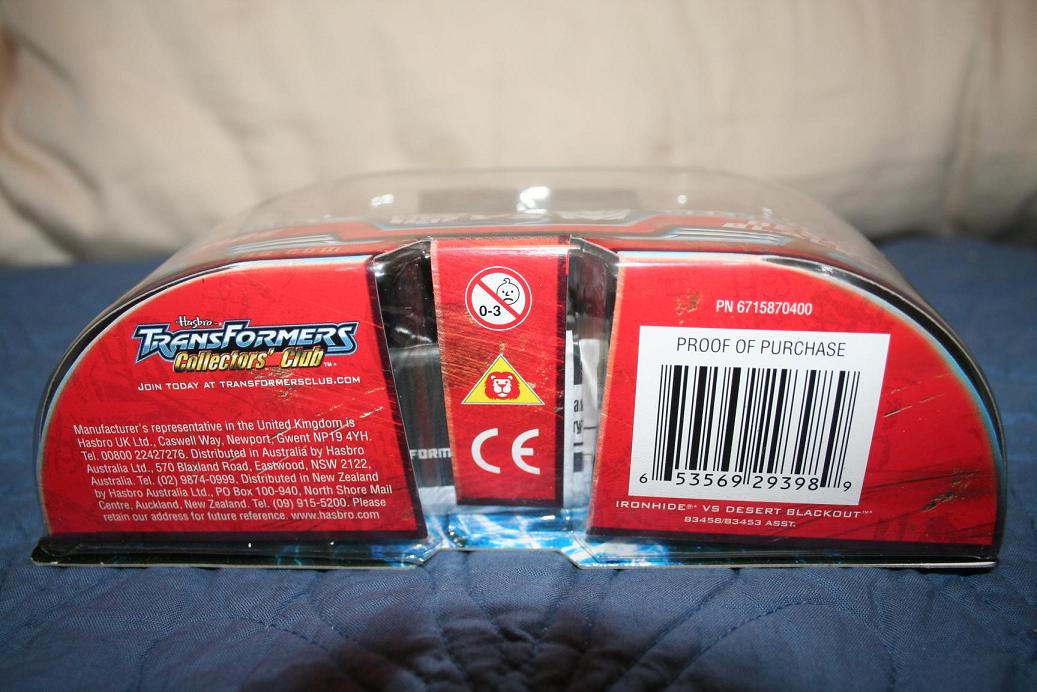 Hasbro
TRANSFORMERS
Collectors' Club™
JOIN TODAY AT TRANSFORMERSCLUB.COM
Manufacturer's representative in the United Kingdom is
Hasbro UK Ltd., Caswell Way, Newport, Gwent NP19 4YH.
Tel. 00800 22427276. Distributed in Australia by Hasbro
Australia Ltd., 570 Blaxland Road, Eastwood, NSW 2122,
Australia. Tel. (02) 9874-0999. Distributed in New Zealand
by Hasbro Australia Ltd., PO Box 100-940, North Shore Mail
Centre, Auckland, New Zealand. Tel. (09) 915-5200. Please
retain our address for future reference. www.hasbro.com
0-3
CE
FORM
PN 6715870400
PROOF OF PURCHASE
6 53569 29398 9
IRONHIDE®* VS DESERT BLACKOUT™*
83458/83453 ASST.